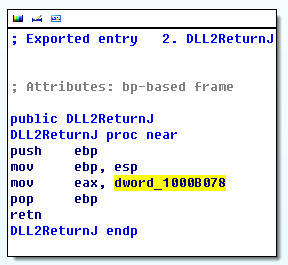 ; Exported entry   2. DLL2ReturnJ
; Attributes: bp-based frame
public DLL2ReturnJ
DLL2ReturnJ proc near
push    ebp
mov     ebp, esp
mov     eax, dword_1000B078
pop     ebp
retn
DLL2ReturnJ endp